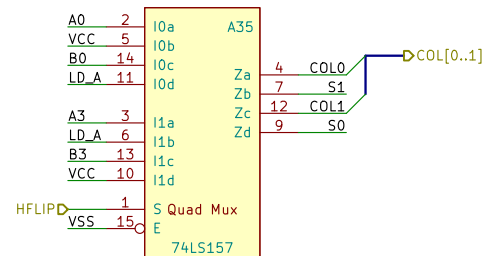 A0 2 I0a A35
VCC 5 I0b
B0 14 I0c
LD_A 11 I0d
Za 4 COL0 COL[0..1]
Zb 7 S1
Zc 12 COL1
Zd 9 S0
A3 3 I1a
LD_A 6 I1b
B3 13 I1c
VCC 10 I1d
HFLIP 1 S Quad Mux
VSS 15 E
74LS157